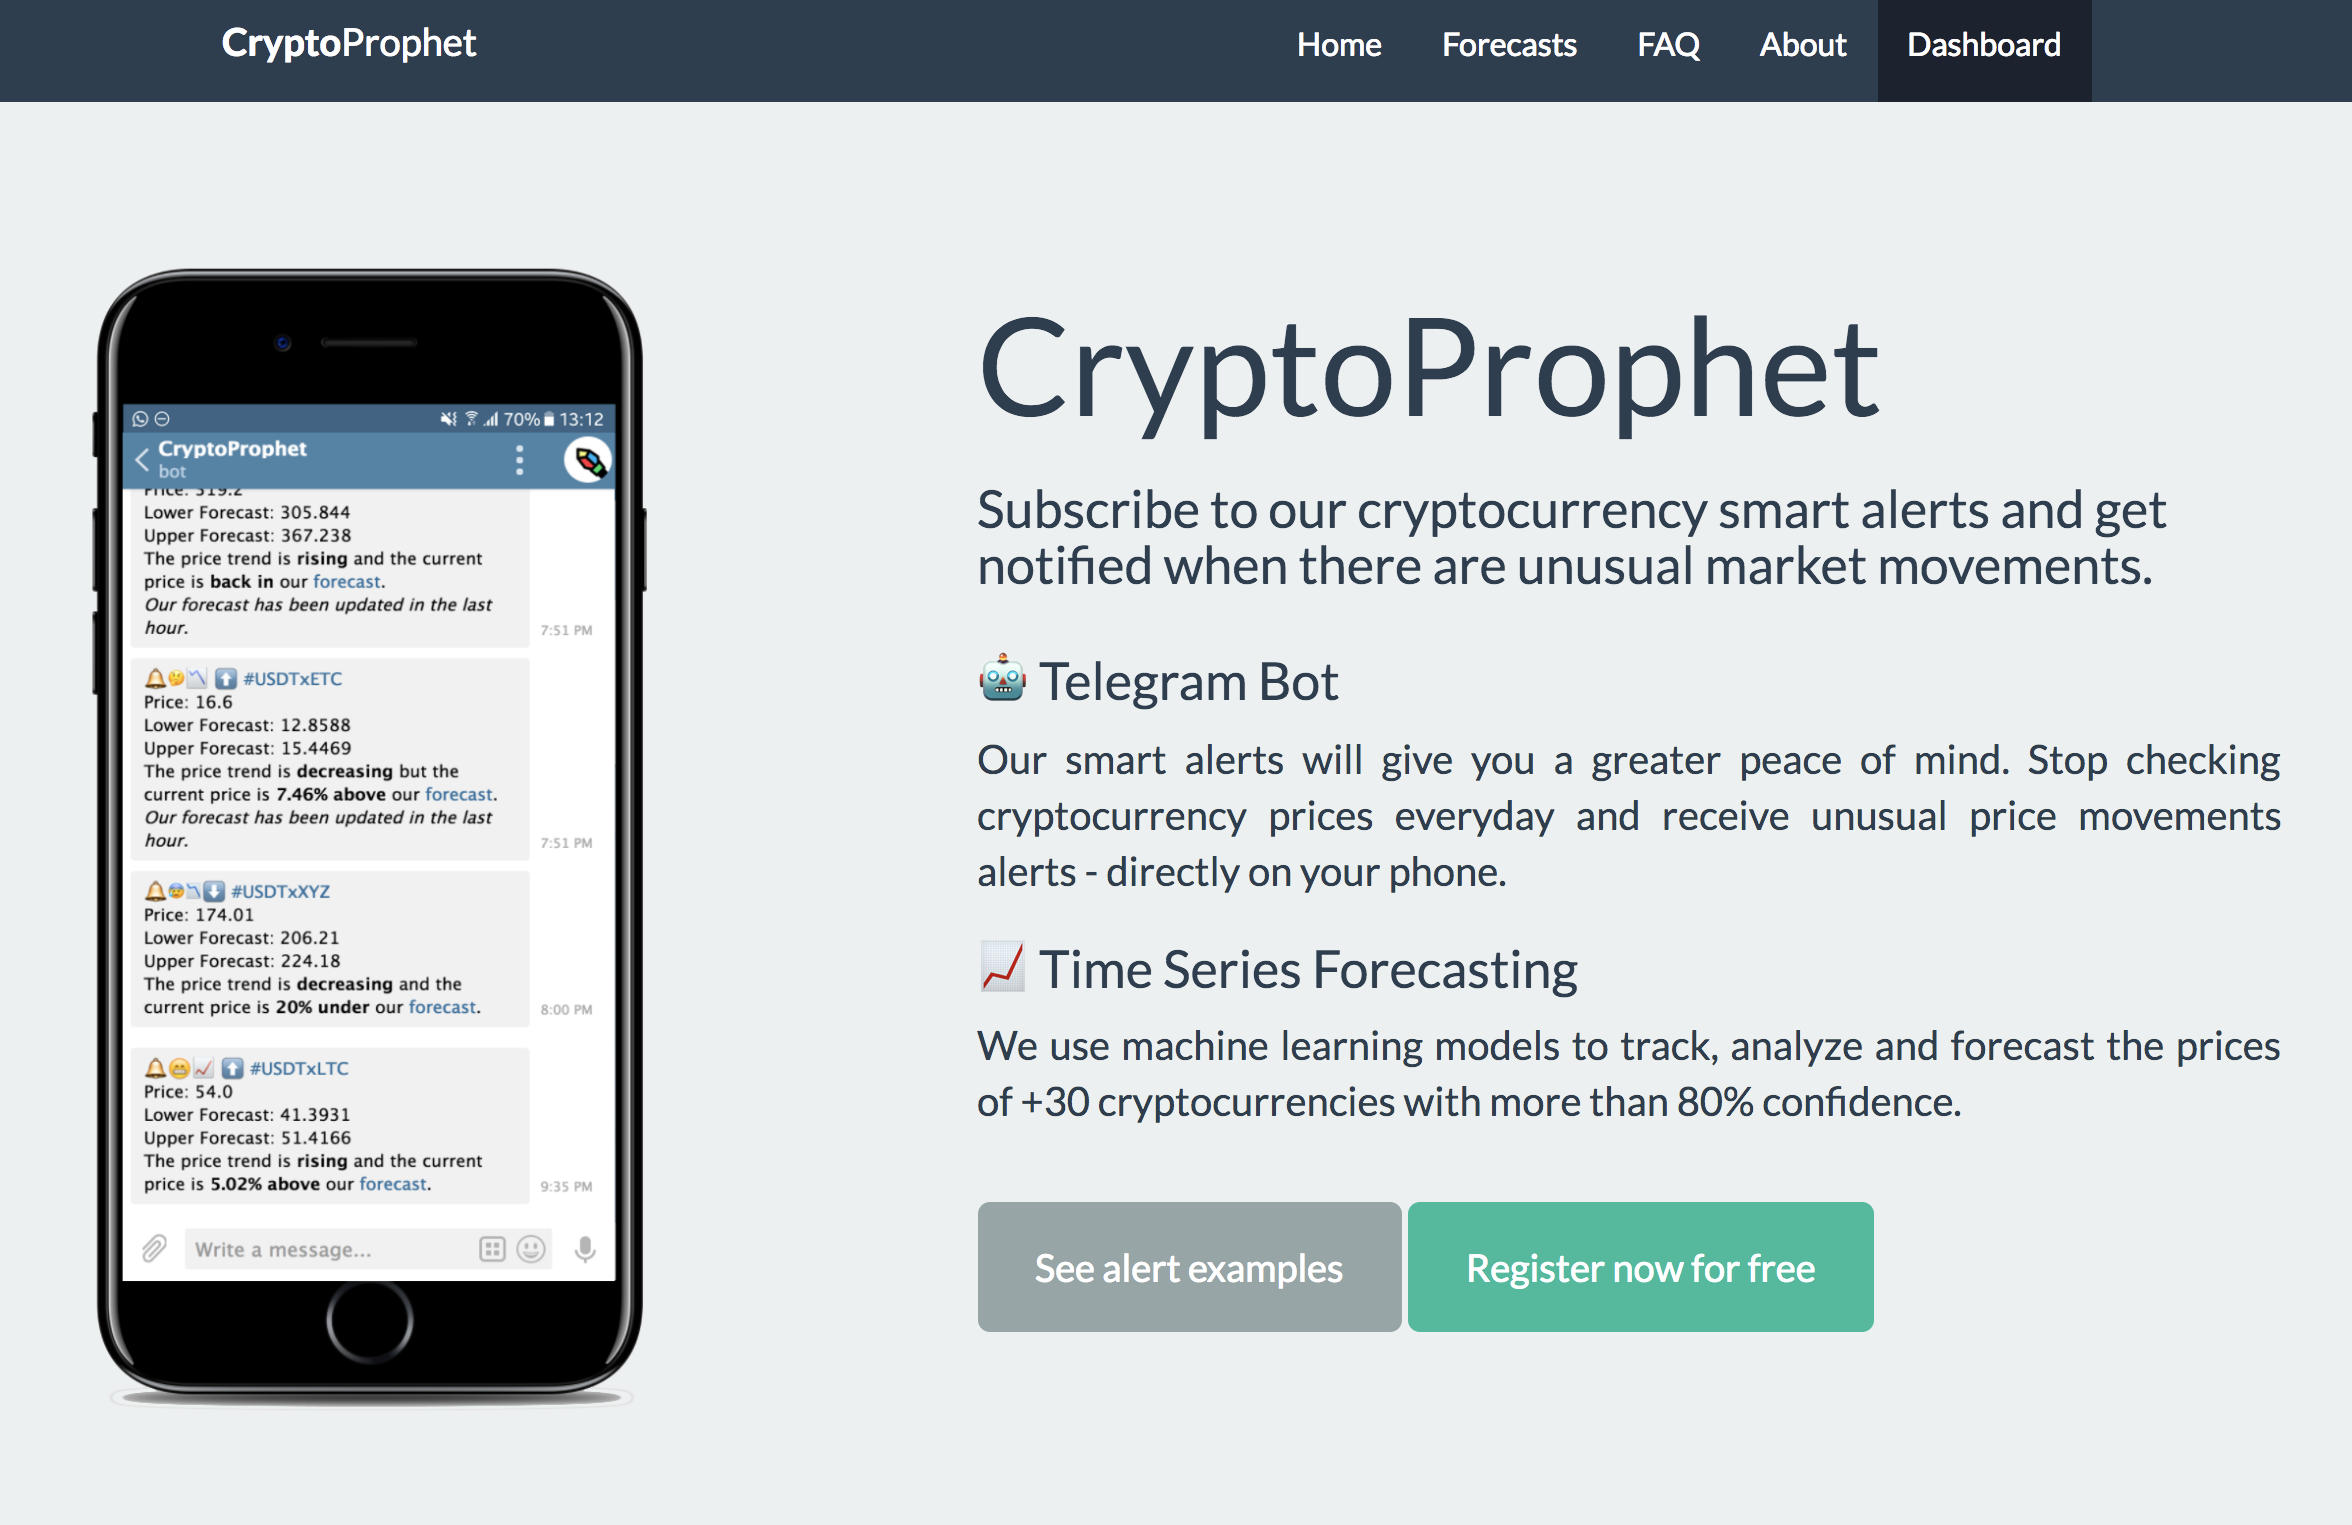 CryptoProphet
Home Forecasts FAQ About Dashboard
70% 13:12
CryptoProphet
bot
Price: 519.2
Lower Forecast: 305.844
Upper Forecast: 367.238
The price trend is rising and the current
price is back in our forecast.
Our forecast has been updated in the last
hour.
7:51 PM
🔔🤔📉 ⬆️ #USDTxETC
Price: 16.6
Lower Forecast: 12.8588
Upper Forecast: 15.4469
The price trend is decreasing but the
current price is 7.46% above our forecast.
Our forecast has been updated in the last
hour.
7:51 PM
🔔😰📉⬇️ #USDTxXYZ
Price: 174.01
Lower Forecast: 206.21
Upper Forecast: 224.18
The price trend is decreasing and the
current price is 20% under our forecast.
8:00 PM
🔔😁📈 ⬆️ #USDTxLTC
Price: 54.0
Lower Forecast: 41.3931
Upper Forecast: 51.4166
The price trend is rising and the current
price is 5.02% above our forecast.
9:35 PM
Write a message...
CryptoProphet
Subscribe to our cryptocurrency smart alerts and get
notified when there are unusual market movements.
🤖 Telegram Bot
Our smart alerts will give you a greater peace of mind. Stop checking
cryptocurrency prices everyday and receive unusual price movements
alerts - directly on your phone.
📈 Time Series Forecasting
We use machine learning models to track, analyze and forecast the prices
of +30 cryptocurrencies with more than 80% confidence.
See alert examples
Register now for free